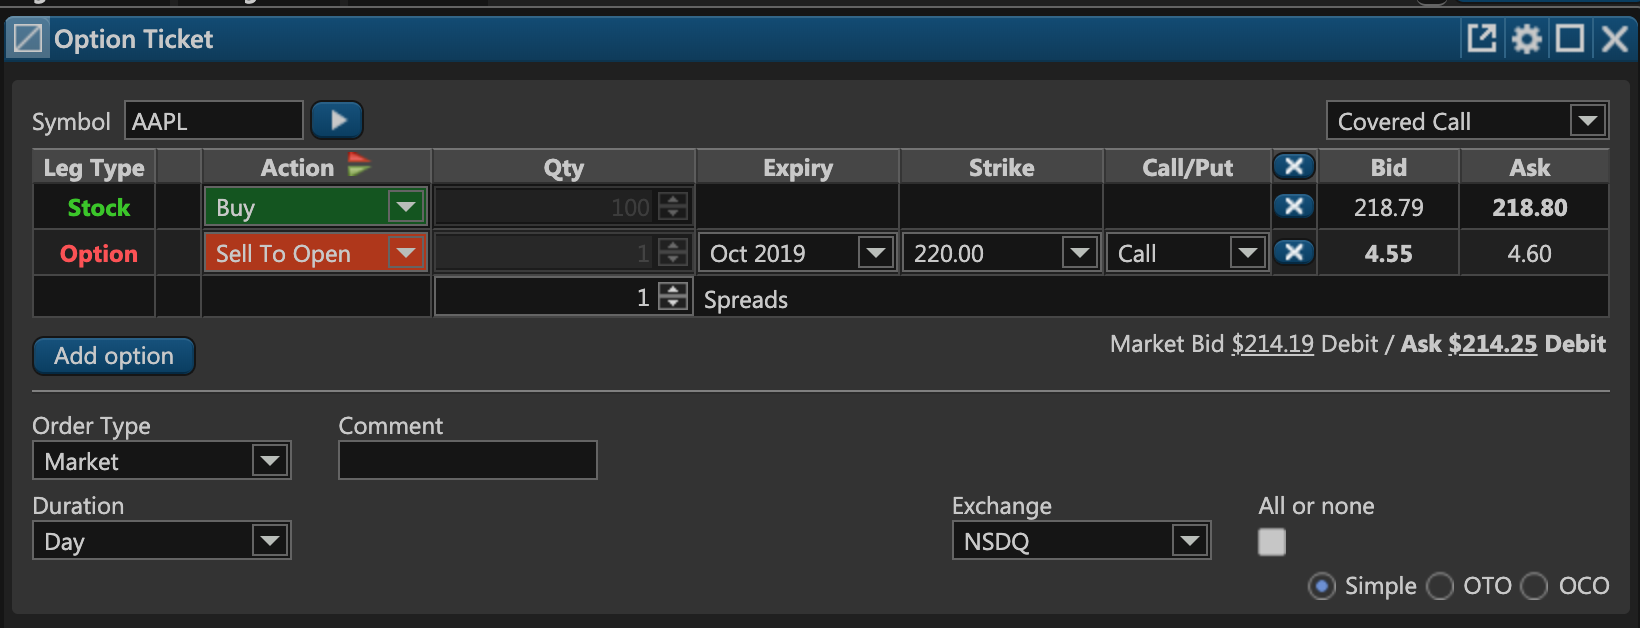 Option Ticket
Symbol AAPL Covered Call
Leg Type Action Qty Expiry Strike Call/Put Bid Ask
Stock Buy 100 218.79 218.80
Option Sell To Open 1 Oct 2019 220.00 Call 4.55 4.60
1 Spreads
Add option Market Bid $214.19 Debit / Ask $214.25 Debit
Order Type Comment
Market
Duration Exchange All or none
Day NSDQ
Simple OTO OCO